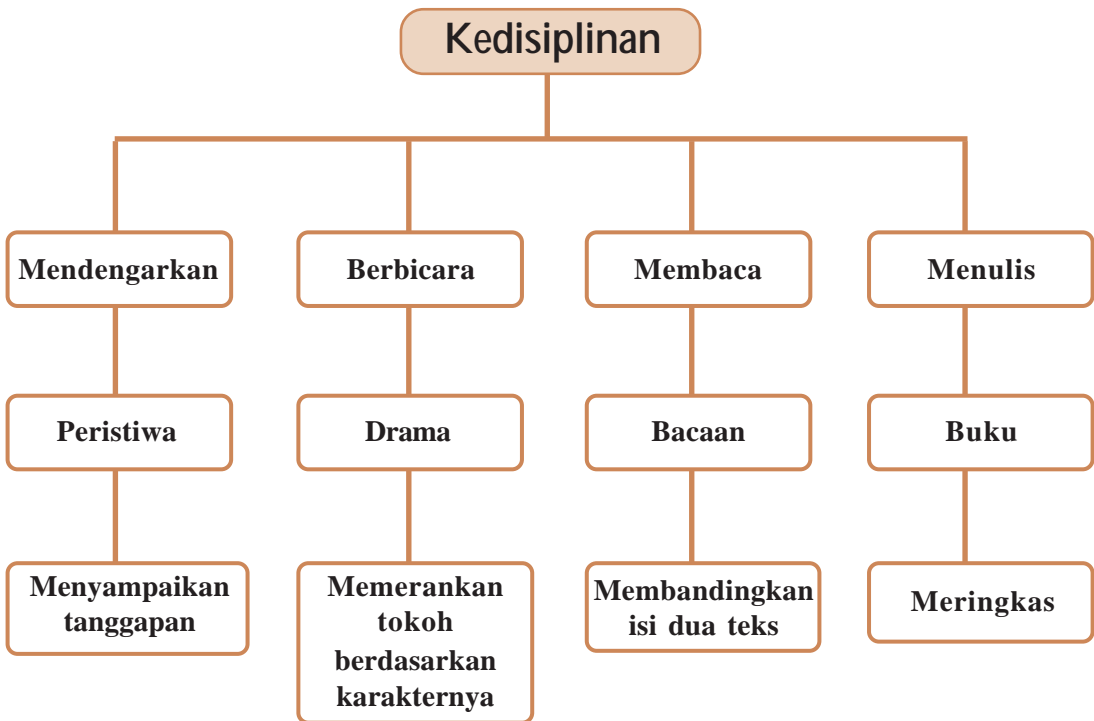 Kedisiplinan
Mendengarkan
Berbicara
Membaca
Menulis
Peristiwa
Drama
Bacaan
Buku
Menyampaikan
tanggapan
Memerankan
tokoh
berdasarkan
karakternya
Membandingkan
isi dua teks
Meringkas